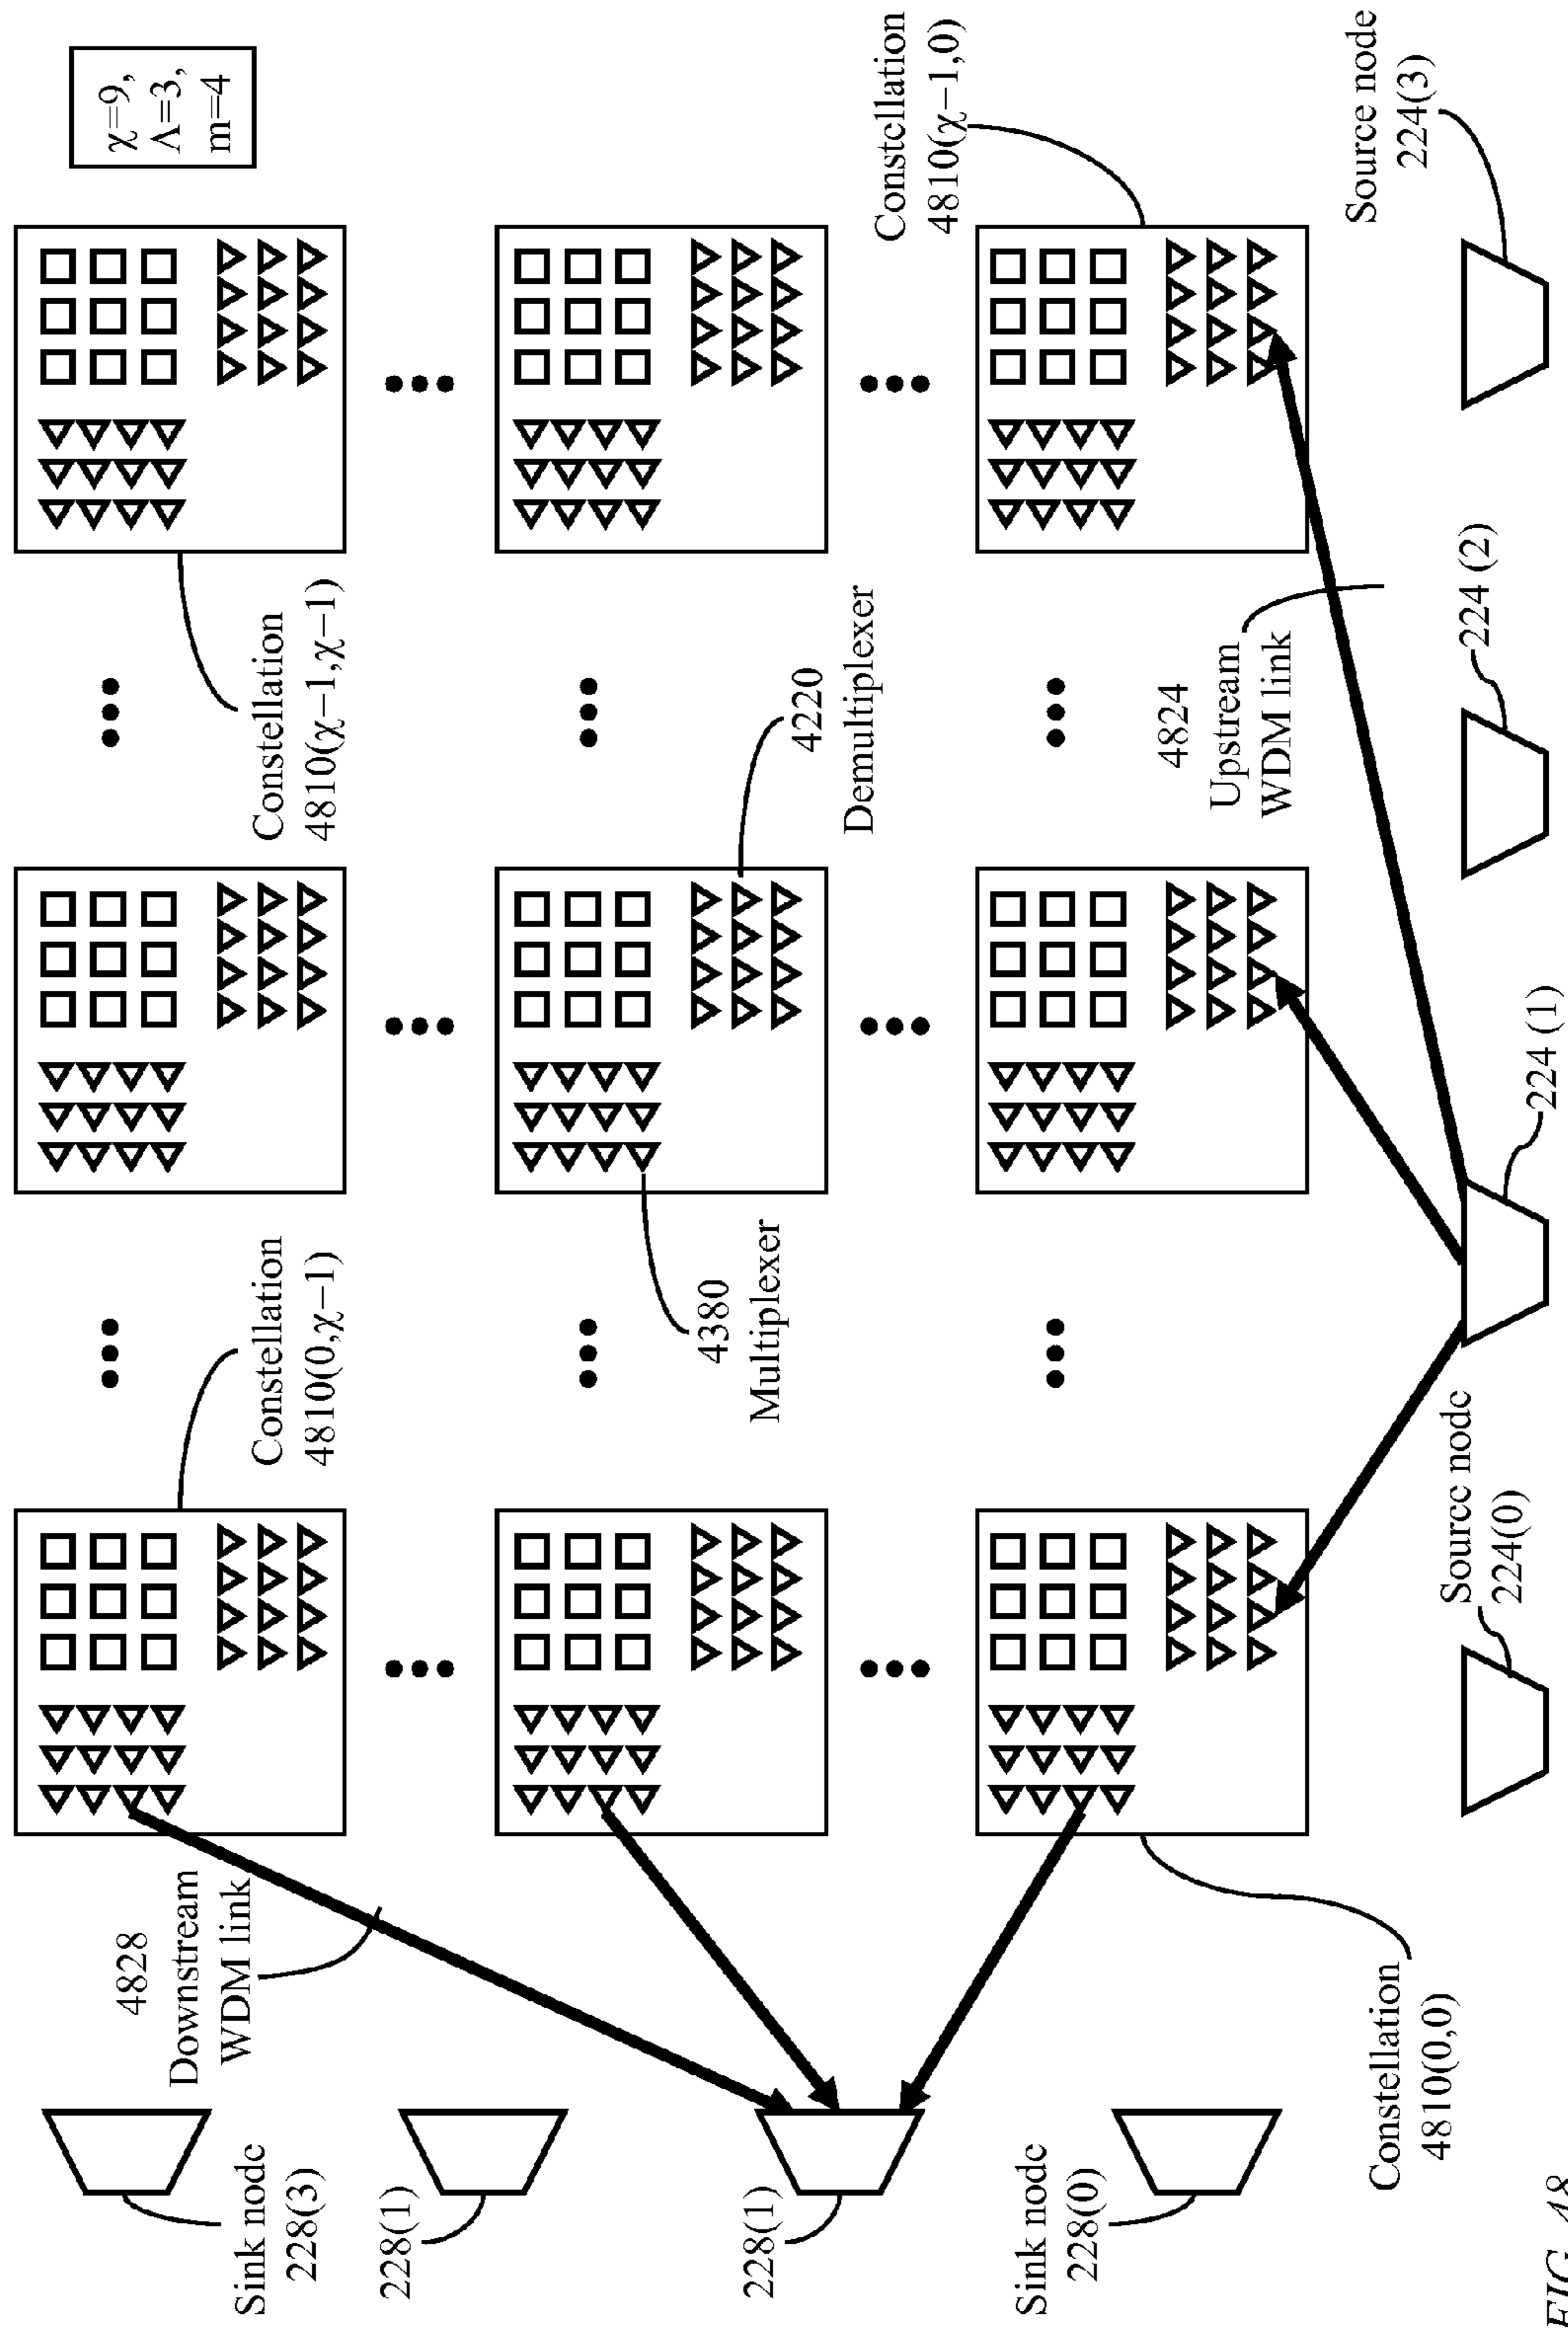 χ=9,
Λ=3,
m=4
4828
Downstream
WDM link
Sink node
228(3)
Constellation
4810(0,χ−1)
Constellation
4810(χ−1,χ−1)
228(1)
4380
Multiplexer
228(1)
4220
Demultiplexer
Constellation
4810(χ−1,0)
Sink node
228(0)
4824
Upstream
WDM link
Constellation
4810(0,0)
Source node
224(0)
224 (1)
224 (2)
Source node
224(3)
FIG. 48